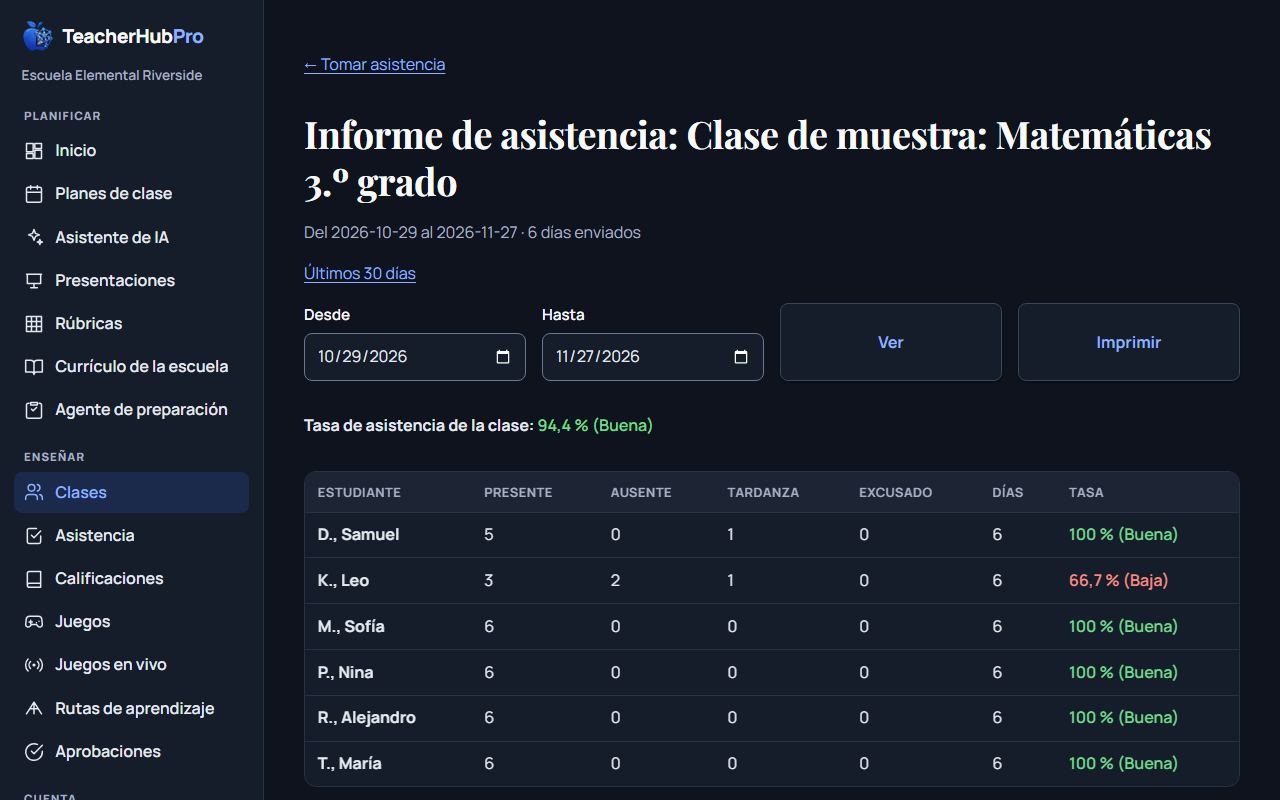 TeacherHubPro
Escuela Elemental Riverside
PLANIFICAR
Inicio
Planes de clase
Asistente de IA
Presentaciones
Rúbricas
Currículo de la escuela
Agente de preparación
ENSEÑAR
Clases
Asistencia
Calificaciones
Juegos
Juegos en vivo
Rutas de aprendizaje
Aprobaciones
CUENTA
← Tomar asistencia
Informe de asistencia: Clase de muestra: Matemáticas
3.º grado
Del 2026-10-29 al 2026-11-27 · 6 días enviados
Últimos 30 días
Desde Hasta
10/29/2026 11/27/2026 Ver Imprimir
Tasa de asistencia de la clase: 94,4 % (Buena)
ESTUDIANTE PRESENTE AUSENTE TARDANZA EXCUSADO DÍAS TASA
D., Samuel 5 0 1 0 6 100 % (Buena)
K., Leo 3 2 1 0 6 66,7 % (Baja)
M., Sofía 6 0 0 0 6 100 % (Buena)
P., Nina 6 0 0 0 6 100 % (Buena)
R., Alejandro 6 0 0 0 6 100 % (Buena)
T., María 6 0 0 0 6 100 % (Buena)